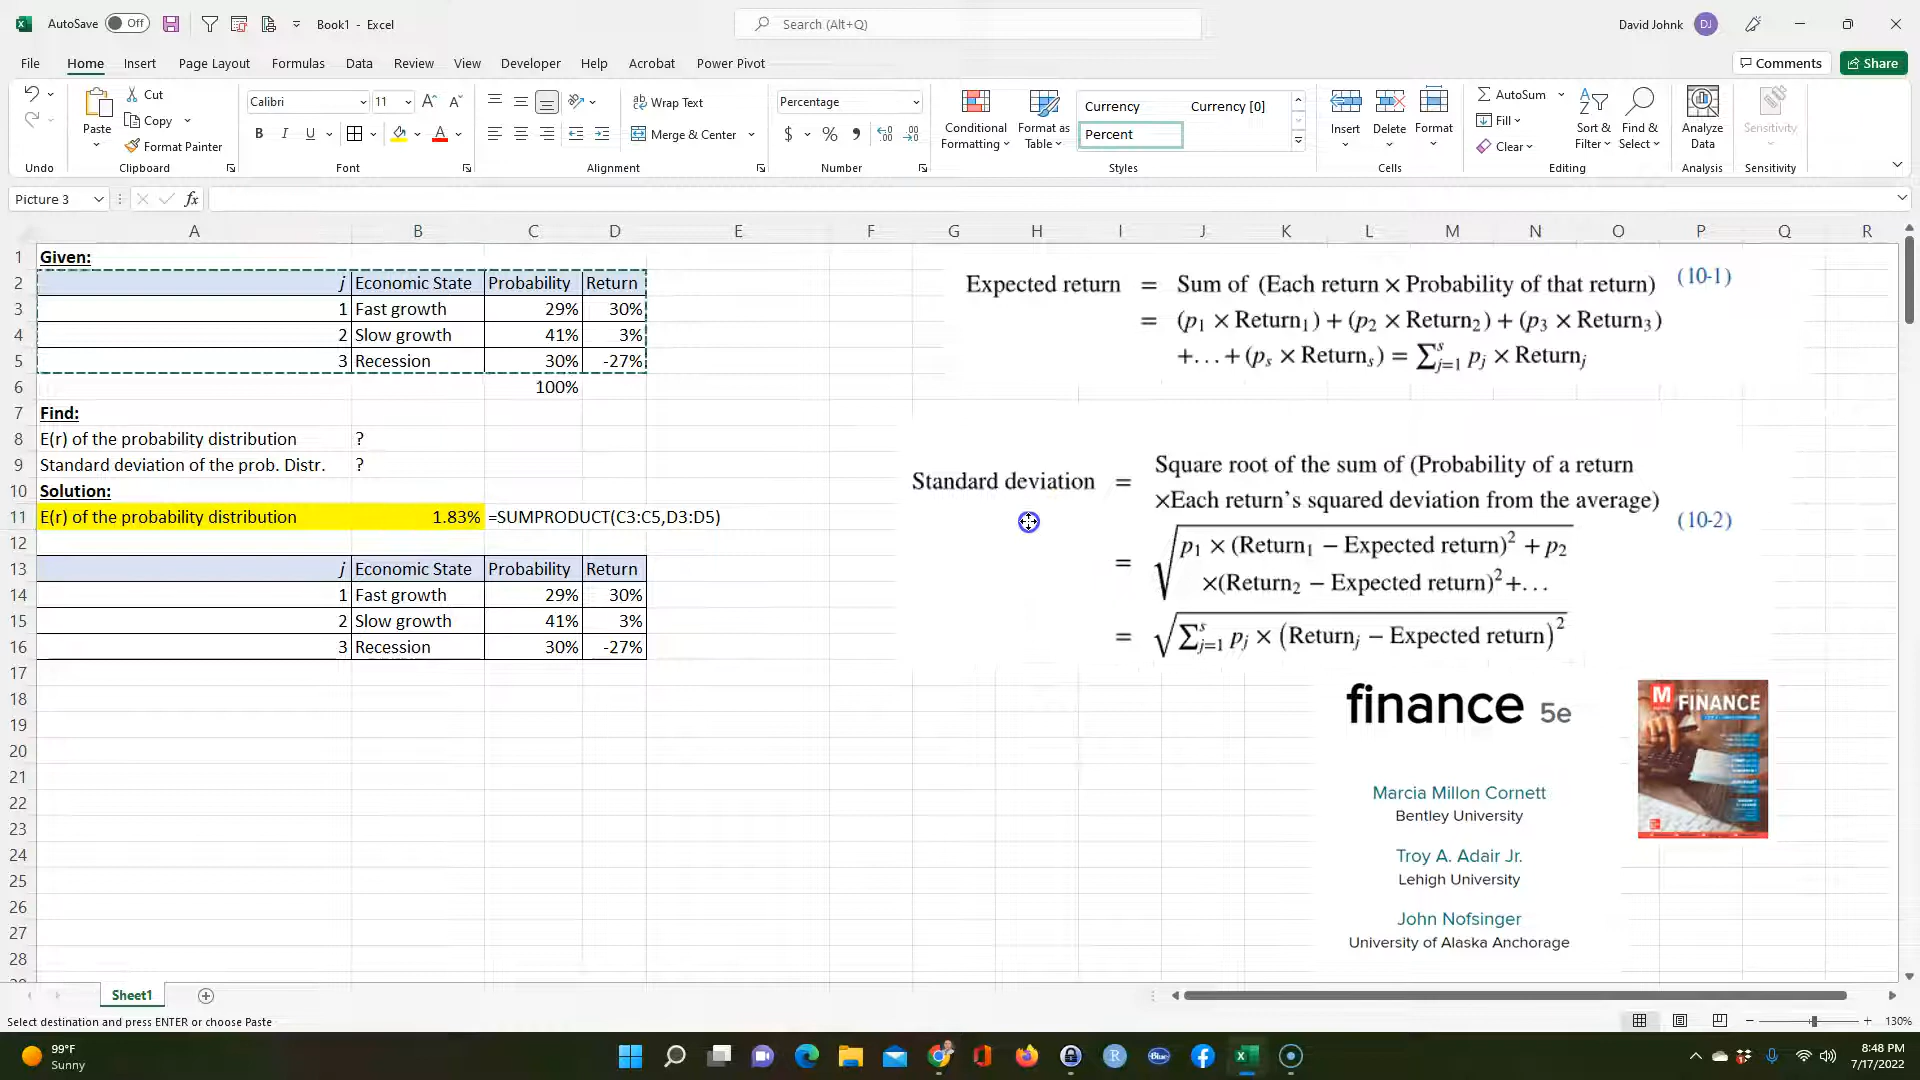 AutoSave Off Book1 - Excel Search (Alt+Q) David Johnk DJ
File Home Insert Page Layout Formulas Data Review View Developer Help Acrobat Power Pivot Comments Share
Paste Cut Copy Format Painter
Calibri 11 B I U A
Wrap Text Merge & Center
Percentage $ % ,
Conditional Formatting Format as Table
Currency Currency [0] Percent
Insert Delete Format
AutoSum Fill Clear Sort & Filter Find & Select
Analyze Data Sensitivity
Undo Clipboard Font Alignment Number Styles Cells Editing Analysis Sensitivity
Picture 3 fx
A B C D E F G H I J K L M N O P Q R
1 Given:
2 j Economic State Probability Return
3 1 Fast growth 29% 30%
4 2 Slow growth 41% 3%
5 3 Recession 30% -27%
6 100%
7 Find:
8 E(r) of the probability distribution ?
9 Standard deviation of the prob. Distr. ?
10 Solution:
11 E(r) of the probability distribution 1.83% =SUMPRODUCT(C3:C5,D3:D5)
12
13 j Economic State Probability Return
14 1 Fast growth 29% 30%
15 2 Slow growth 41% 3%
16 3 Recession 30% -27%
17
18
19
20
21
22
23
24
25
26
27
28
Expected return = Sum of (Each return × Probability of that return) (10-1)
= (p₁ × Return₁) + (p₂ × Return₂) + (p₃ × Return₃)
+...+ (pₛ × Returnₛ) = ∑ˢⱼ₌₁ pⱼ × Returnⱼ
Standard deviation = Square root of the sum of (Probability of a return
×Each return's squared deviation from the average) (10-2)
= √ p₁ × (Return₁ − Expected return)² + p₂
×(Return₂ − Expected return)²+...
= √ ∑ˢⱼ₌₁ pⱼ × (Returnⱼ − Expected return)²
finance 5e
M FINANCE
Marcia Millon Cornett
Bentley University
Troy A. Adair Jr.
Lehigh University
John Nofsinger
University of Alaska Anchorage
Sheet1
Select destination and press ENTER or choose Paste 130%
99°F
Sunny
Blue
R
8:48 PM
7/17/2022